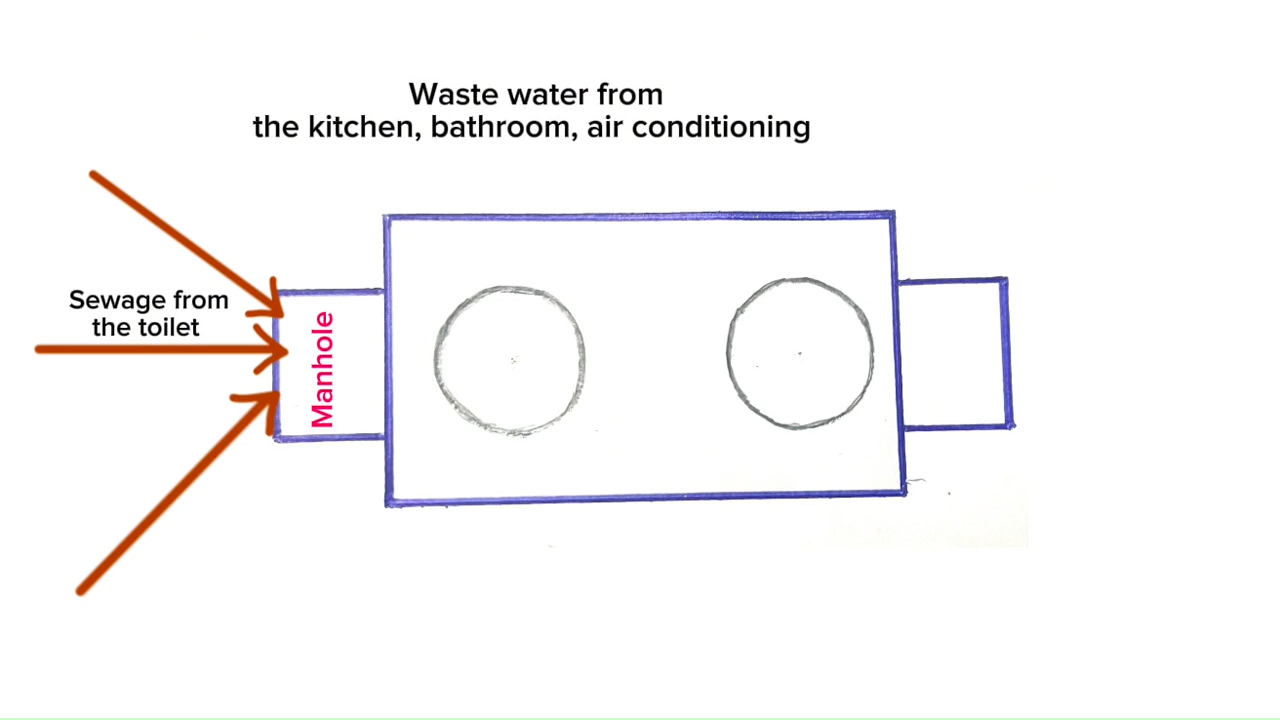 Waste water from
the kitchen, bathroom, air conditioning
Sewage from
the toilet
Manhole